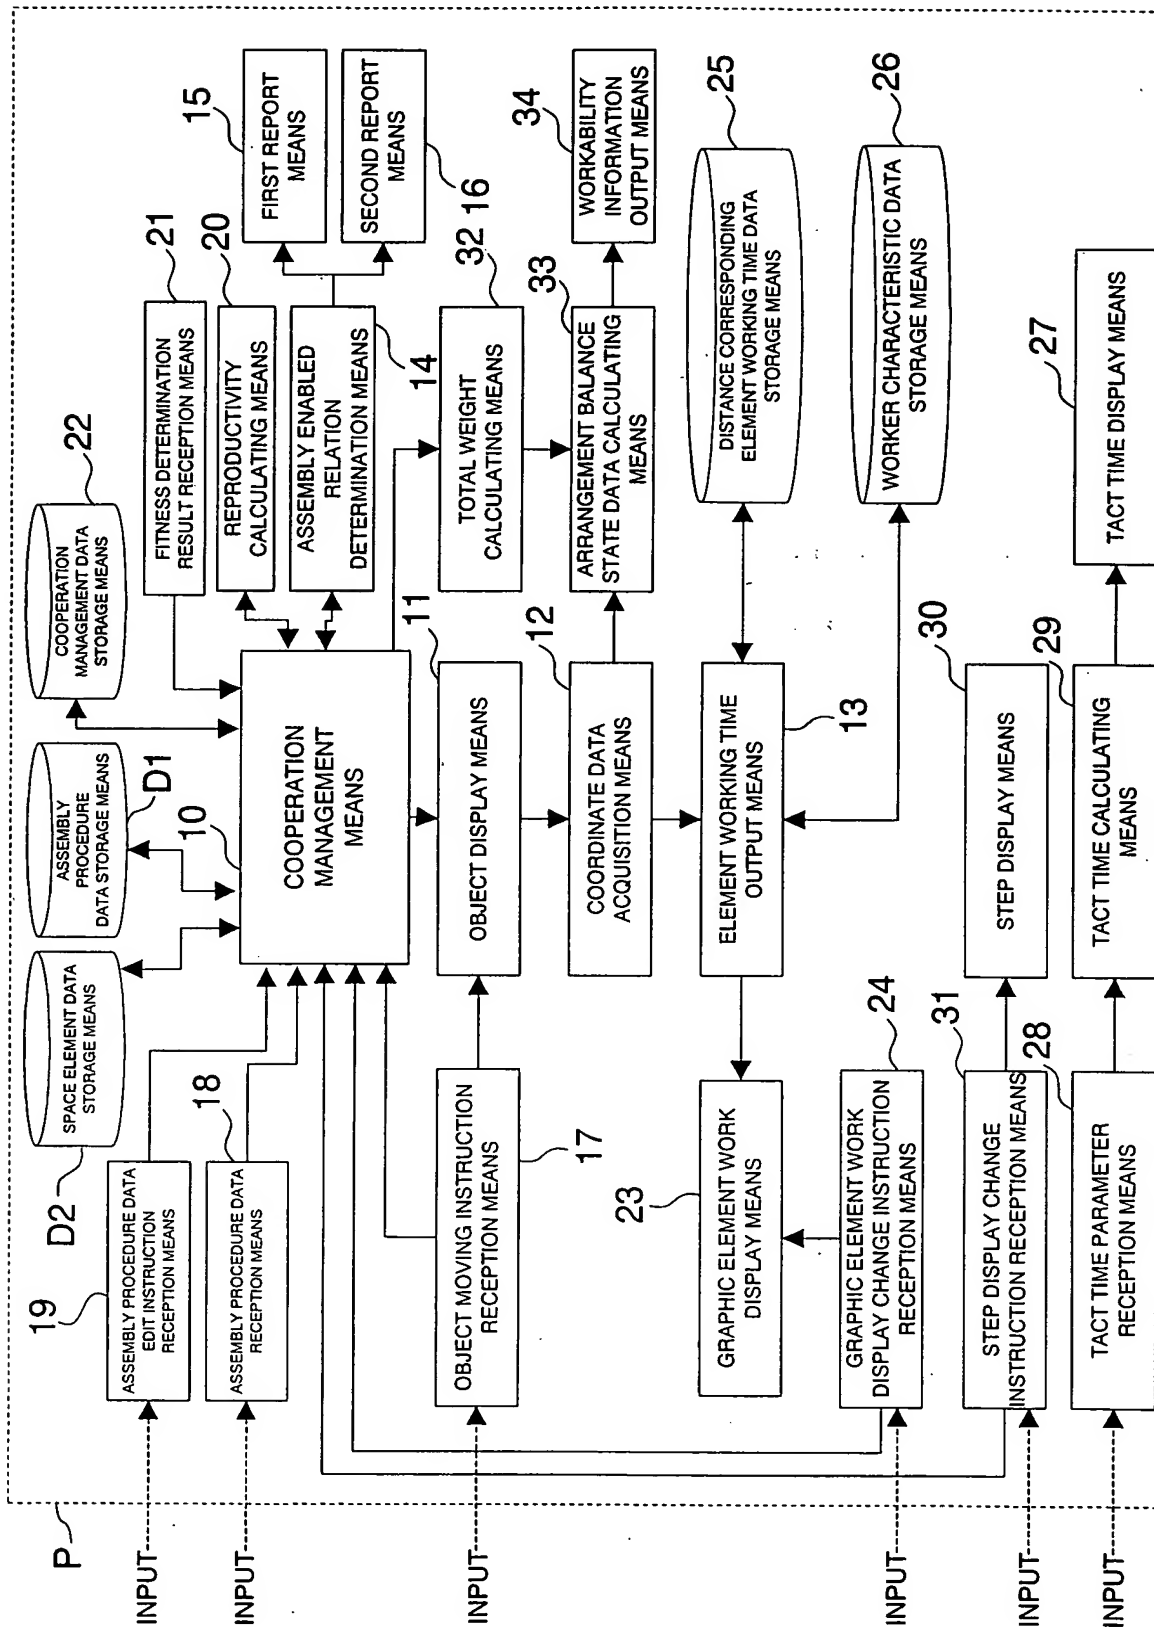 P
INPUT
INPUT
INPUT
INPUT
INPUT
INPUT
19
ASSEMBLY PROCEDURE DATA
EDIT INSTRUCTION
RECEPTION MEANS
18
ASSEMBLY PROCEDURE DATA
RECEPTION MEANS
D2
SPACE ELEMENT DATA
STORAGE MEANS
D1
ASSEMBLY
PROCEDURE
DATA STORAGE MEANS
22
COOPERATION
MANAGEMENT DATA
STORAGE MEANS
10
COOPERATION
MANAGEMENT
MEANS
21
FITNESS DETERMINATION
RESULT RECEPTION MEANS
20
REPRODUCTIVITY
CALCULATING MEANS
14
ASSEMBLY ENABLED
RELATION
DETERMINATION MEANS
15
FIRST REPORT
MEANS
16
SECOND REPORT
MEANS
17
OBJECT MOVING INSTRUCTION
RECEPTION MEANS
11
OBJECT DISPLAY MEANS
32
TOTAL WEIGHT
CALCULATING MEANS
12
COORDINATE DATA
ACQUISITION MEANS
33
ARRANGEMENT BALANCE
STATE DATA CALCULATING
MEANS
34
WORKABILITY
INFORMATION
OUTPUT MEANS
23
GRAPHIC ELEMENT WORK
DISPLAY MEANS
13
ELEMENT WORKING TIME
OUTPUT MEANS
25
DISTANCE CORRESPONDING
ELEMENT WORKING TIME DATA
STORAGE MEANS
24
GRAPHIC ELEMENT WORK
DISPLAY CHANGE INSTRUCTION
RECEPTION MEANS
26
WORKER CHARACTERISTIC DATA
STORAGE MEANS
31
STEP DISPLAY CHANGE
INSTRUCTION RECEPTION MEANS
30
STEP DISPLAY MEANS
28
TACT TIME PARAMETER
RECEPTION MEANS
29
TACT TIME CALCULATING
MEANS
27
TACT TIME DISPLAY MEANS